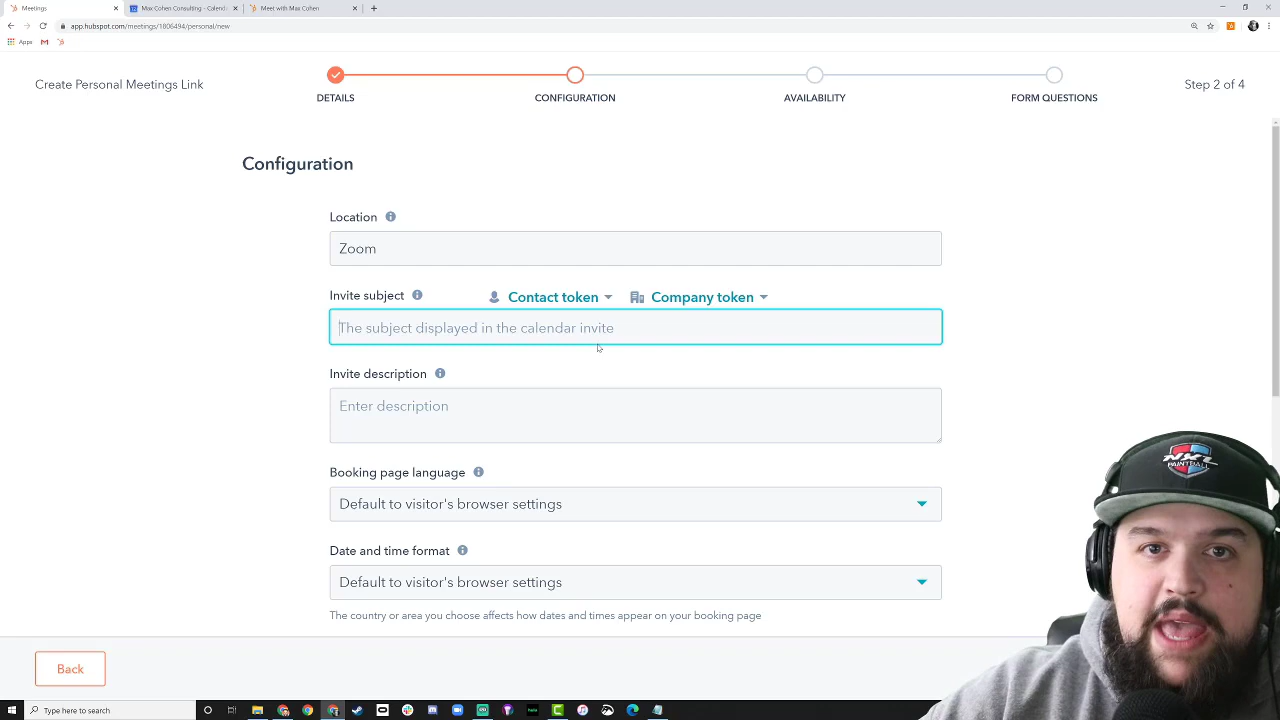 Meetings
Max Cohen Consulting - Calenda
Meet with Max Cohen
app.hubspot.com/meetings/1806494/personal/new
Apps
Create Personal Meetings Link
DETAILS
CONFIGURATION
AVAILABILITY
FORM QUESTIONS
Step 2 of 4
Configuration
Location
Zoom
Invite subject
Contact token
Company token
The subject displayed in the calendar invite
Invite description
Enter description
Booking page language
Default to visitor's browser settings
Date and time format
Default to visitor's browser settings
The country or area you choose affects how dates and times appear on your booking page
Back
Type here to search
hulu
NXL
PAINTBALL